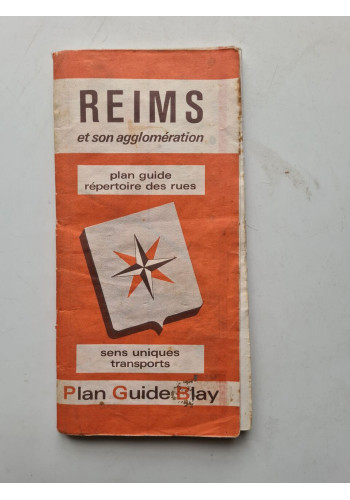 REIMS
et son agglomération
plan guide
répertoire des rues
sens uniques
transports
Plan Guide Blay